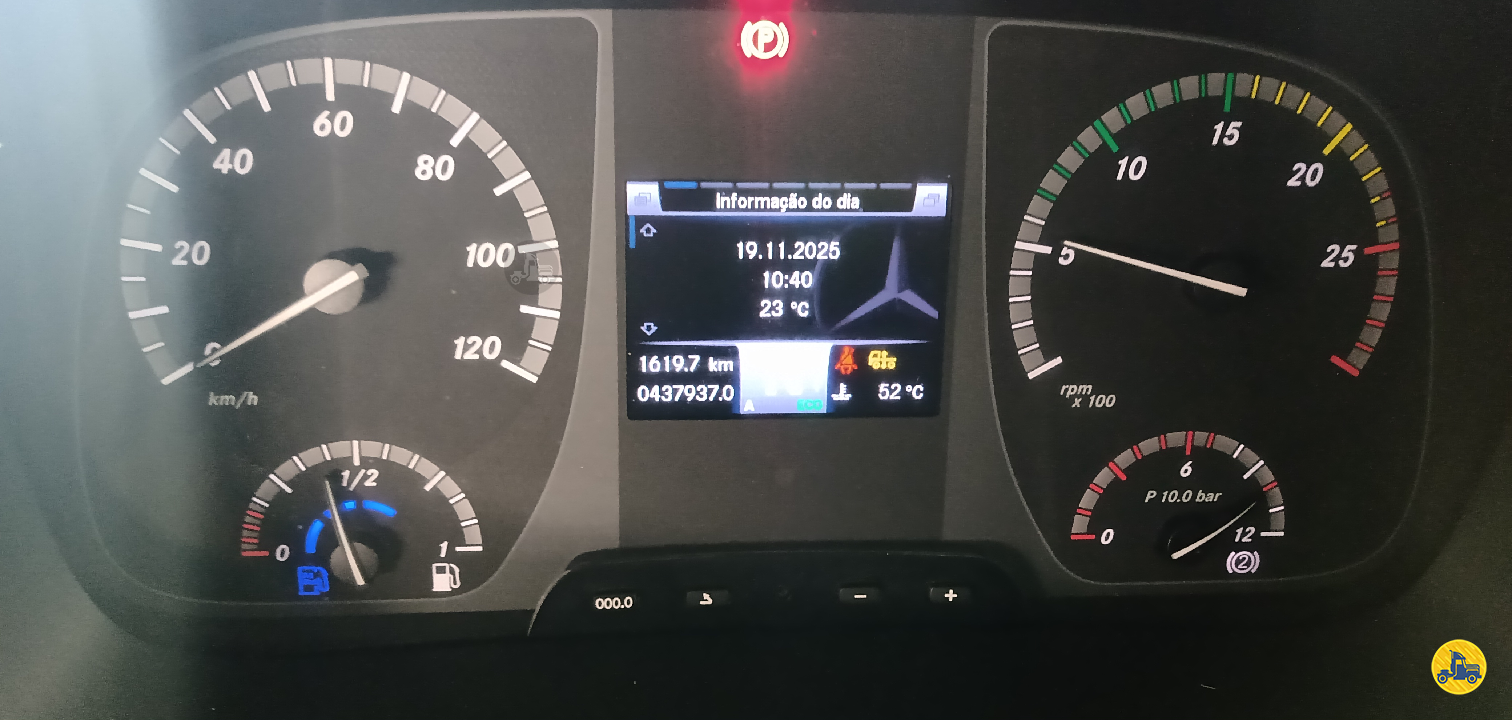 60
40
80
20
100
0
120
km/h
1/2
0
1
P
Informação do dia
19.11.2025
10:40
23 °C
1619.7 km
0437937.0
A
52 °C
15
10
20
5
25
rpm
x 100
6
P 10.0 bar
0
12
2
000.0
- +